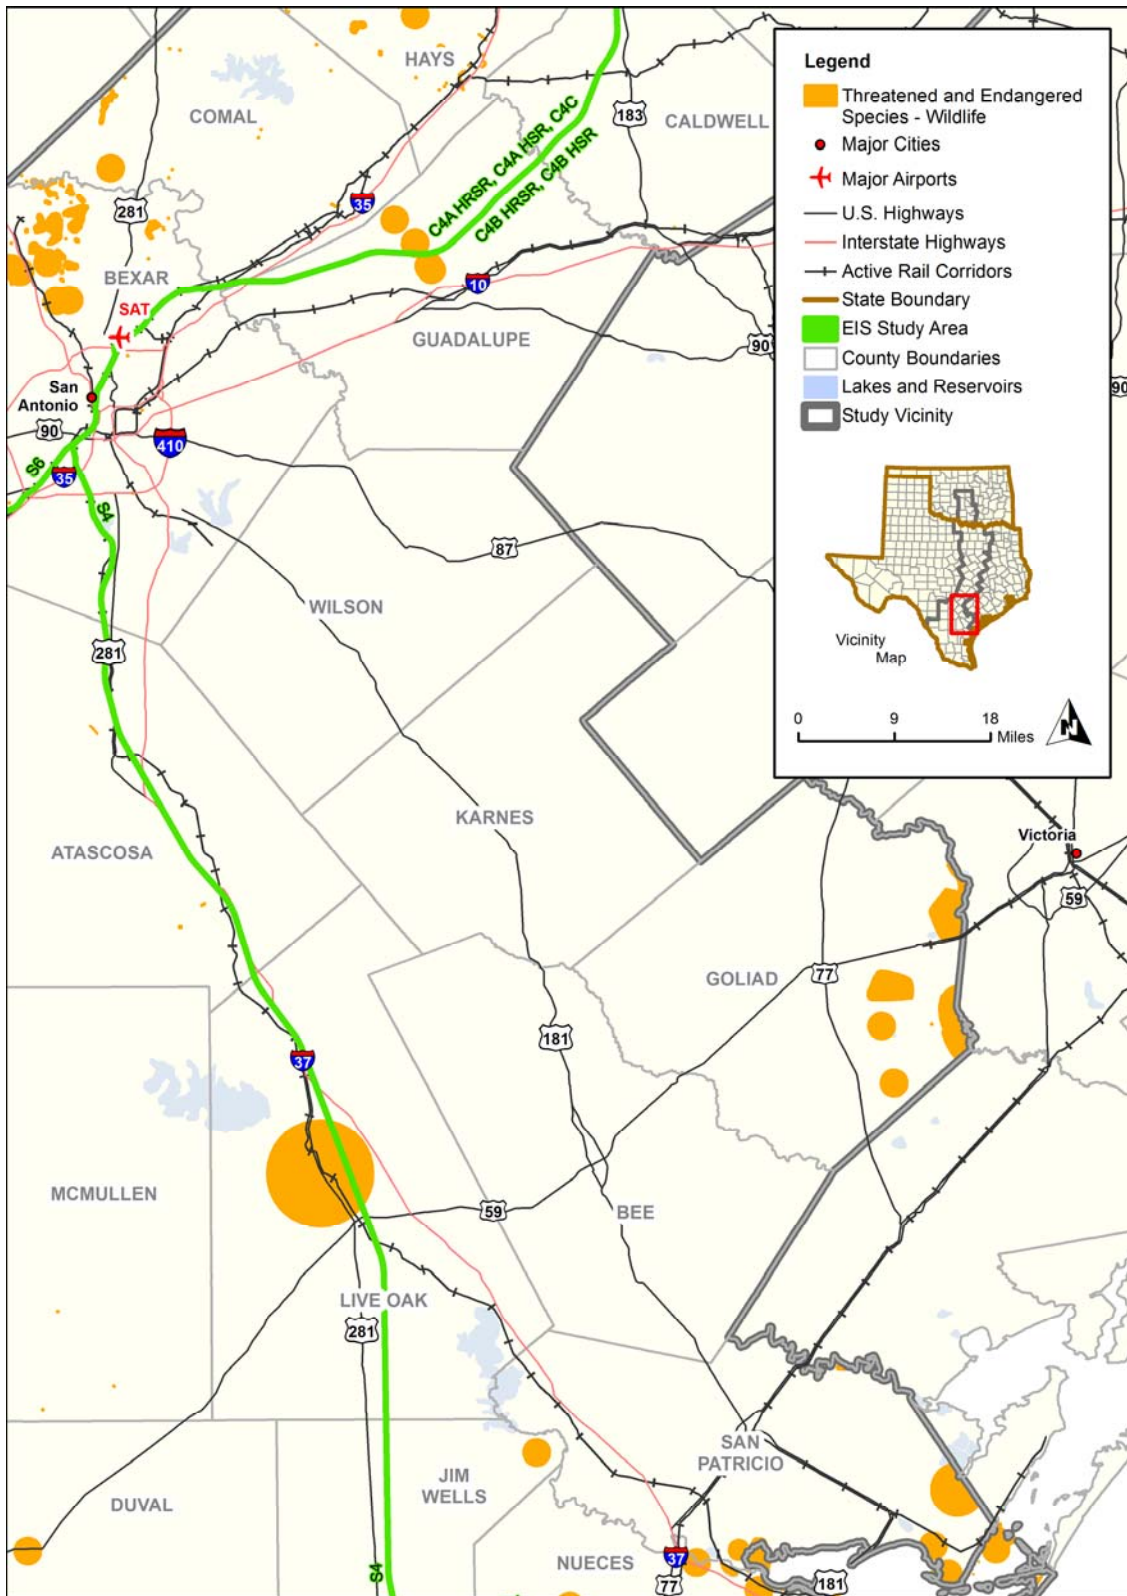 HAYS
COMAL
183
CALDWELL
281
35
C4A HRSR, C4A HSR, C4C
C4B HRSR, C4B HSR
BEXAR
10
SAT
GUADALUPE
90
90
San
Antonio
90
410
S6
35
S4
87
WILSON
281
KARNES
ATASCOSA
Victoria
59
GOLIAD
77
181
37
MCMULLEN
59
BEE
LIVE OAK
281
SAN
PATRICIO
JIM
WELLS
DUVAL
NUECES
37
77
181
S4
Legend
Threatened and Endangered
Species - Wildlife
Major Cities
Major Airports
U.S. Highways
Interstate Highways
Active Rail Corridors
State Boundary
EIS Study Area
County Boundaries
Lakes and Reservoirs
Study Vicinity
Vicinity
Map
0 9 18
Miles
N